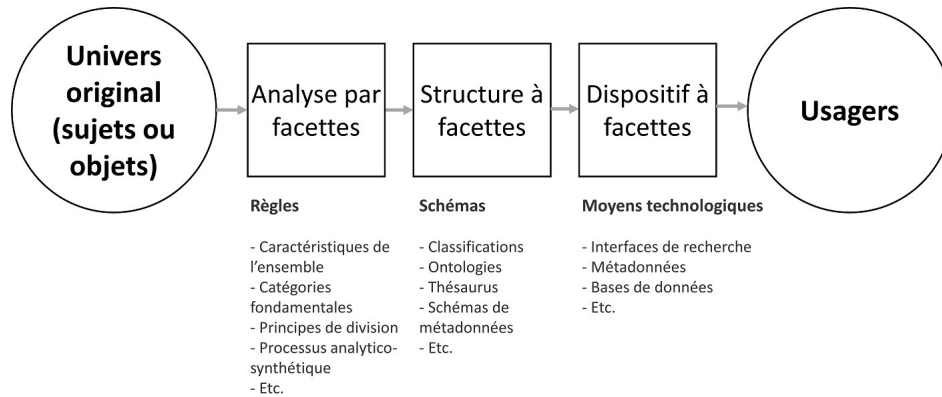 Univers
original
(sujets ou
objets)
Analyse par
facettes
Structure à
facettes
Dispositif à
facettes
Usagers
Règles
- Caractéristiques de
l'ensemble
- Catégories
fondamentales
- Principes de division
- Processus analytico-
synthétique
- Etc.
Schémas
- Classifications
- Ontologies
- Thésaurus
- Schémas de
métadonnées
- Etc.
Moyens technologiques
- Interfaces de recherche
- Métadonnées
- Bases de données
- Etc.